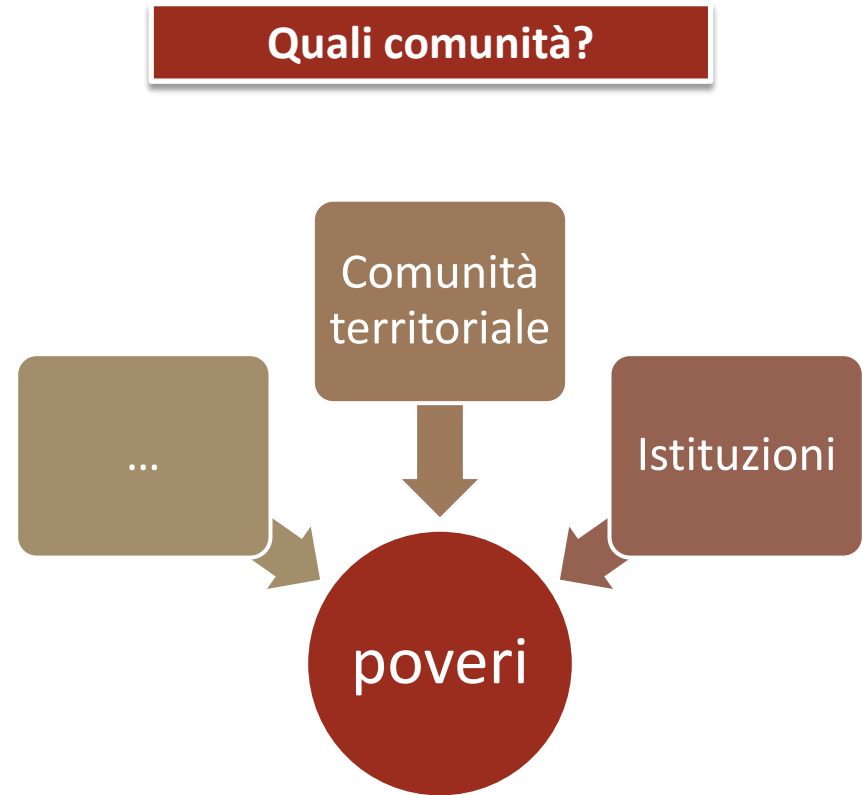 Quali comunità?
Comunità
territoriale
...
Istituzioni
poveri